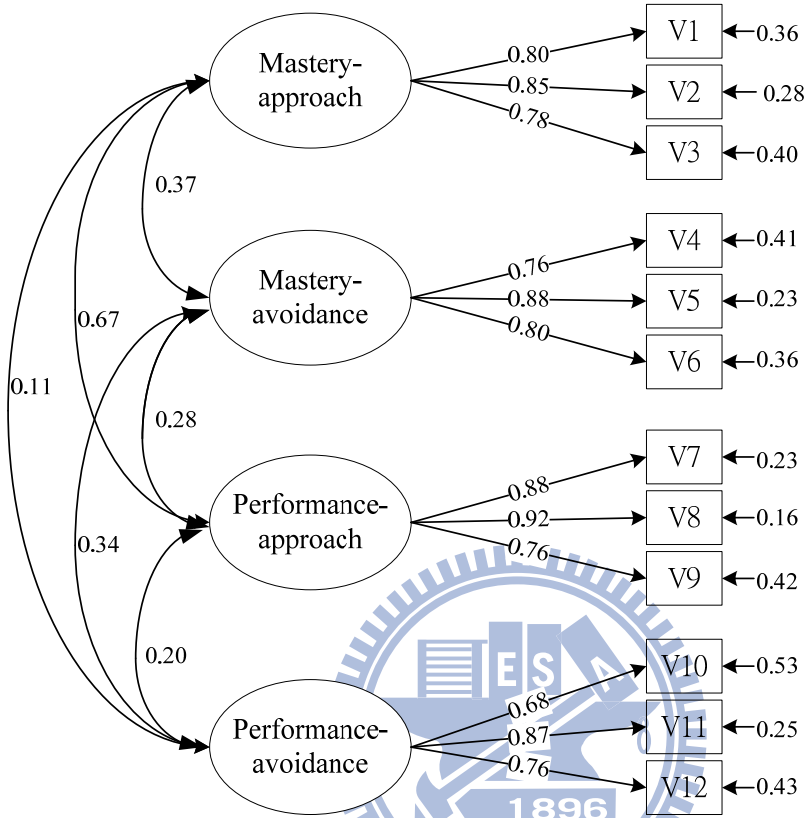 Mastery-
approach
0.80
0.85
0.78
V1
0.36
V2
0.28
V3
0.40
0.37
Mastery-
avoidance
0.76
0.88
0.80
V4
0.41
V5
0.23
V6
0.36
0.67
0.11
0.28
Performance-
approach
0.88
0.92
0.76
V7
0.23
V8
0.16
V9
0.42
0.34
0.20
Performance-
avoidance
0.68
0.87
0.76
V10
0.53
V11
0.25
V12
0.43
E S A
1896